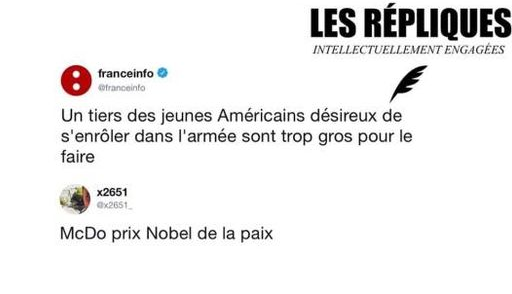 LES RÉPLIQUES
INTELLECTUELLEMENT ENGAGÉES
franceinfo
@franceinfo
Un tiers des jeunes Américains désireux de
s'enrôler dans l'armée sont trop gros pour le
faire
x2651
@x2651_
McDo prix Nobel de la paix